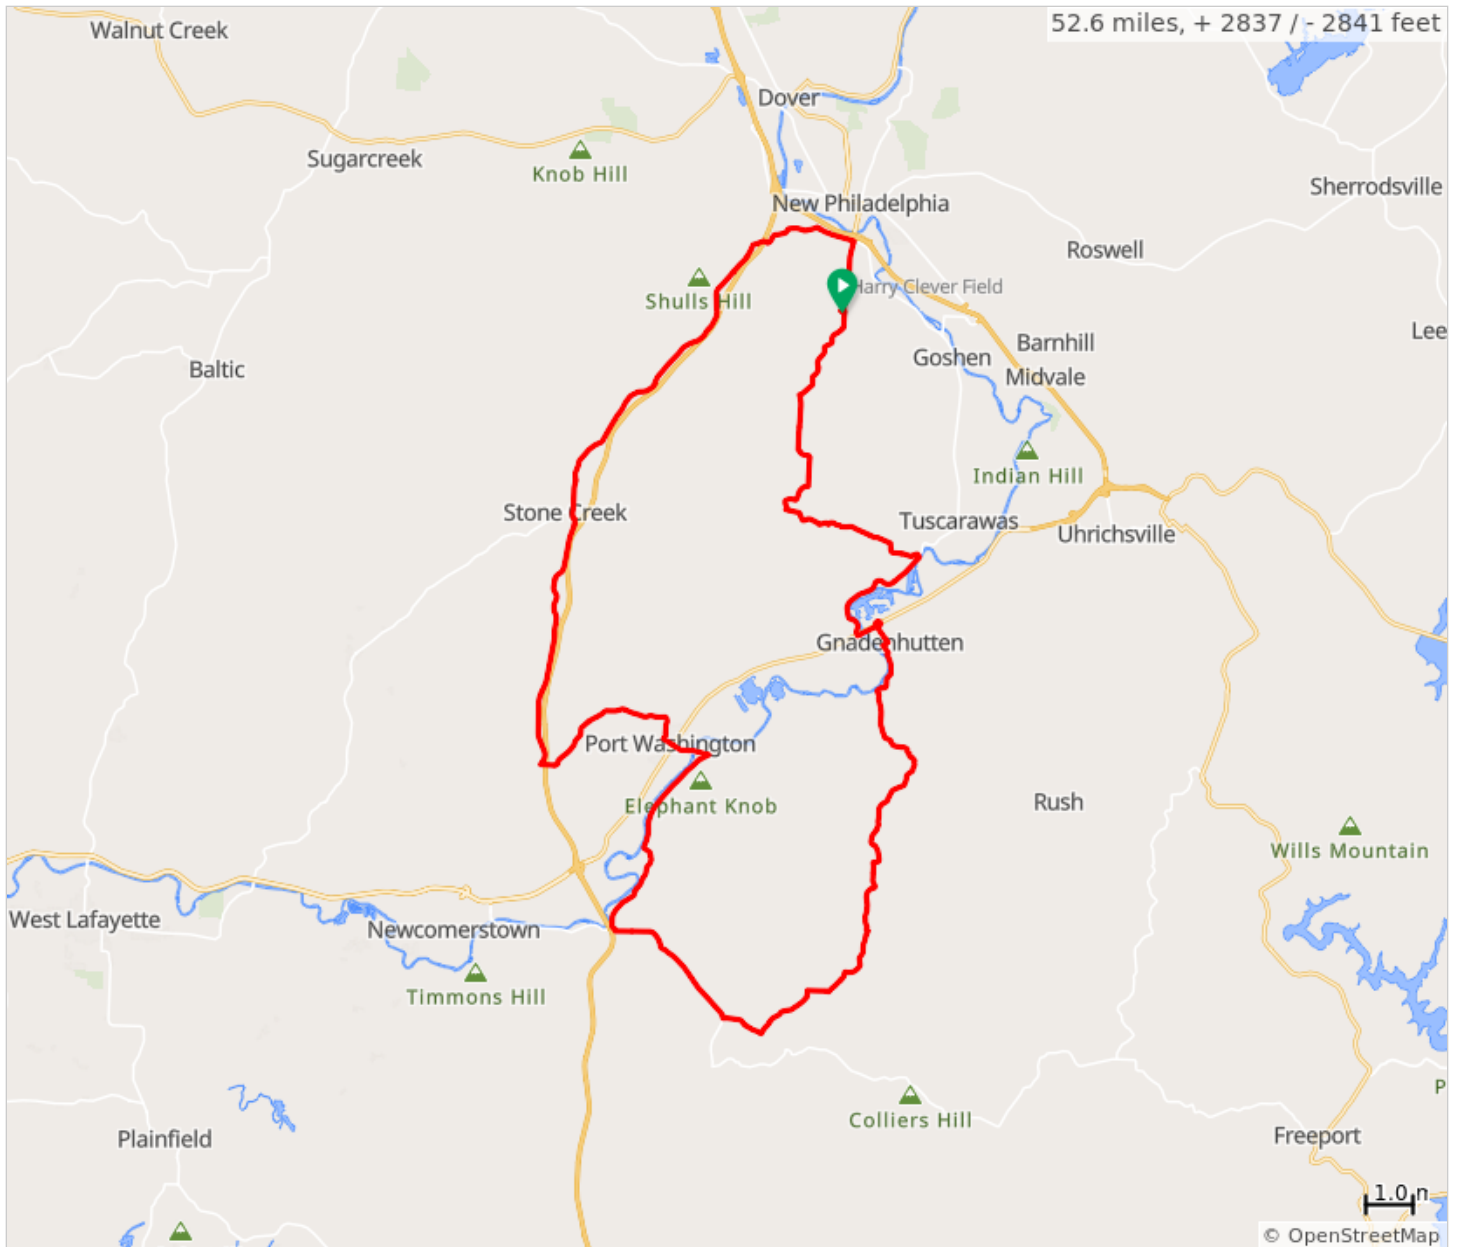 52.6 miles, + 2837 / - 2841 feet
Walnut Creek
Dover
Sugarcreek
Knob Hill
Sherrodsville
New Philadelphia
Roswell
Harry Clever Field
Shulls Hill
Lee
Barnhill
Goshen
Baltic
Midvale
Indian Hill
Stone Creek
Tuscarawas
Uhrichsville
Gnadenhutten
Port Washington
Rush
Elephant Knob
Wills Mountain
West Lafayette
Newcomerstown
Timmons Hill
P
Colliers Hill
Plainfield
Freeport
1.0 m
© OpenStreetMap